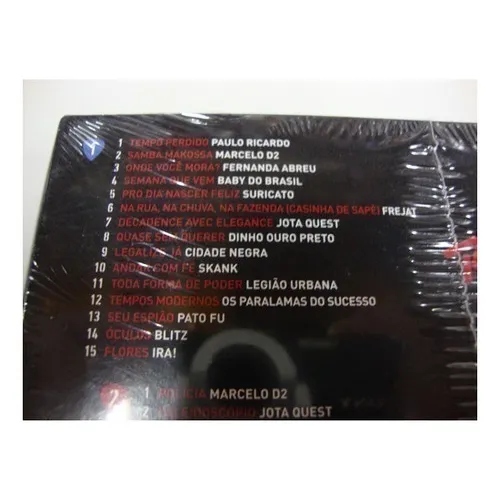 1 TEMPO PERDIDO PAULO RICARDO
2 SAMBA MAKOSSA MARCELO D2
3 ONDE VOCÊ MORA? FERNANDA ABREU
4 SEMANA QUE VEM BABY DO BRASIL
5 PRO DIA NASCER FELIZ SURICATO
6 NA RUA, NA CHUVA, NA FAZENDA (CASINHA DE SAPÊ) FREJAT
7 DECADENCE AVEC ELEGANCE JOTA QUEST
8 QUASE SEM QUERER DINHO OURO PRETO
9 LEGALIZE JÁ CIDADE NEGRA
10 ANDAR COM FÉ SKANK
11 TODA FORMA DE PODER LEGIÃO URBANA
12 TEMPOS MODERNOS OS PARALAMAS DO SUCESSO
13 SEU ESPIÃO PATO FU
14 ÓCULOS BLITZ
15 FLORES IRA!
1 POLÍCIA MARCELO D2
2 JOTA QUEST